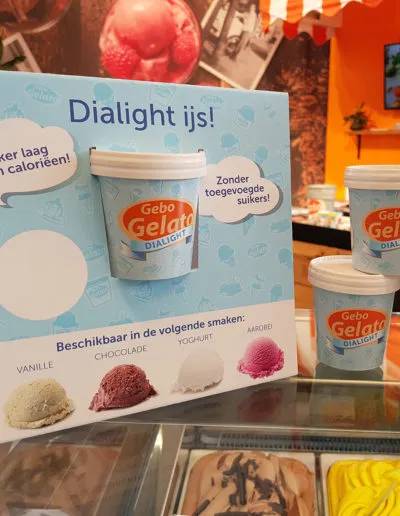 Dialight ijs!
ker laag
n calorieën!
Zonder
toegevoegde
suikers!
Gebo
Gelato
DIALIGHT
Gebo
Gelat
DIALIGHT
Gebo
Gelato
DIALIGHT
Beschikbaar in de volgende smaken:
VANILLE
CHOCOLADE
YOGHURT
AARDBEI